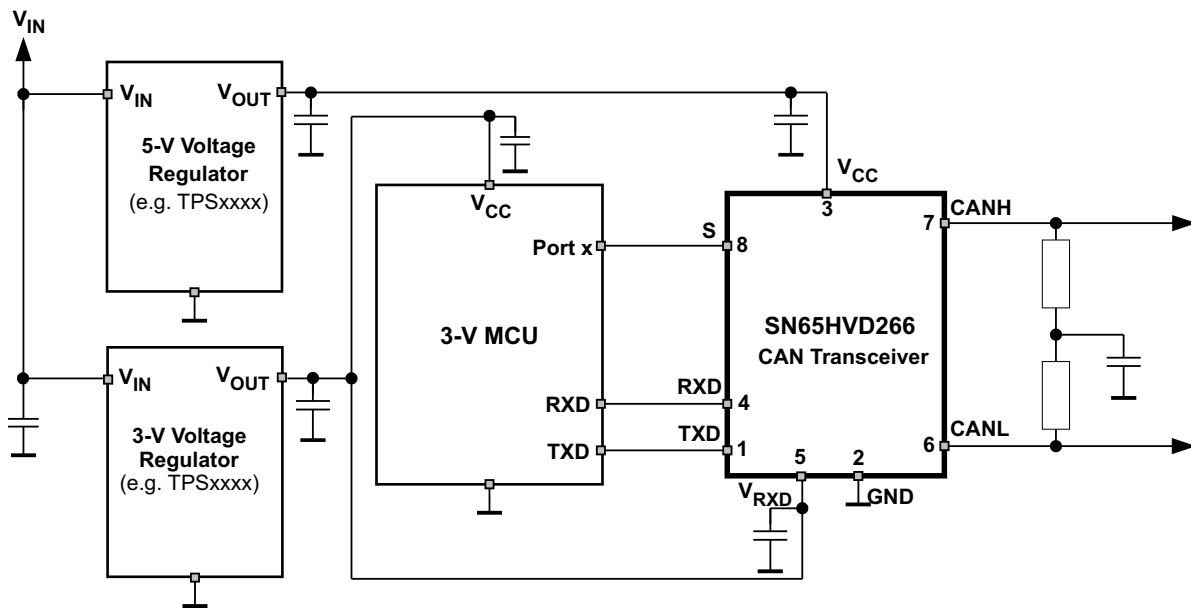 VIN
VIN
VOUT
5-V Voltage
Regulator
(e.g. TPSxxxx)
VIN
VOUT
3-V Voltage
Regulator
(e.g. TPSxxxx)
VCC
Port x
3-V MCU
RXD
TXD
VCC
3
S
8
7
CANH
SN65HVD266
CAN Transceiver
RXD
4
TXD
1
6
CANL
5
2
VRXD
GND